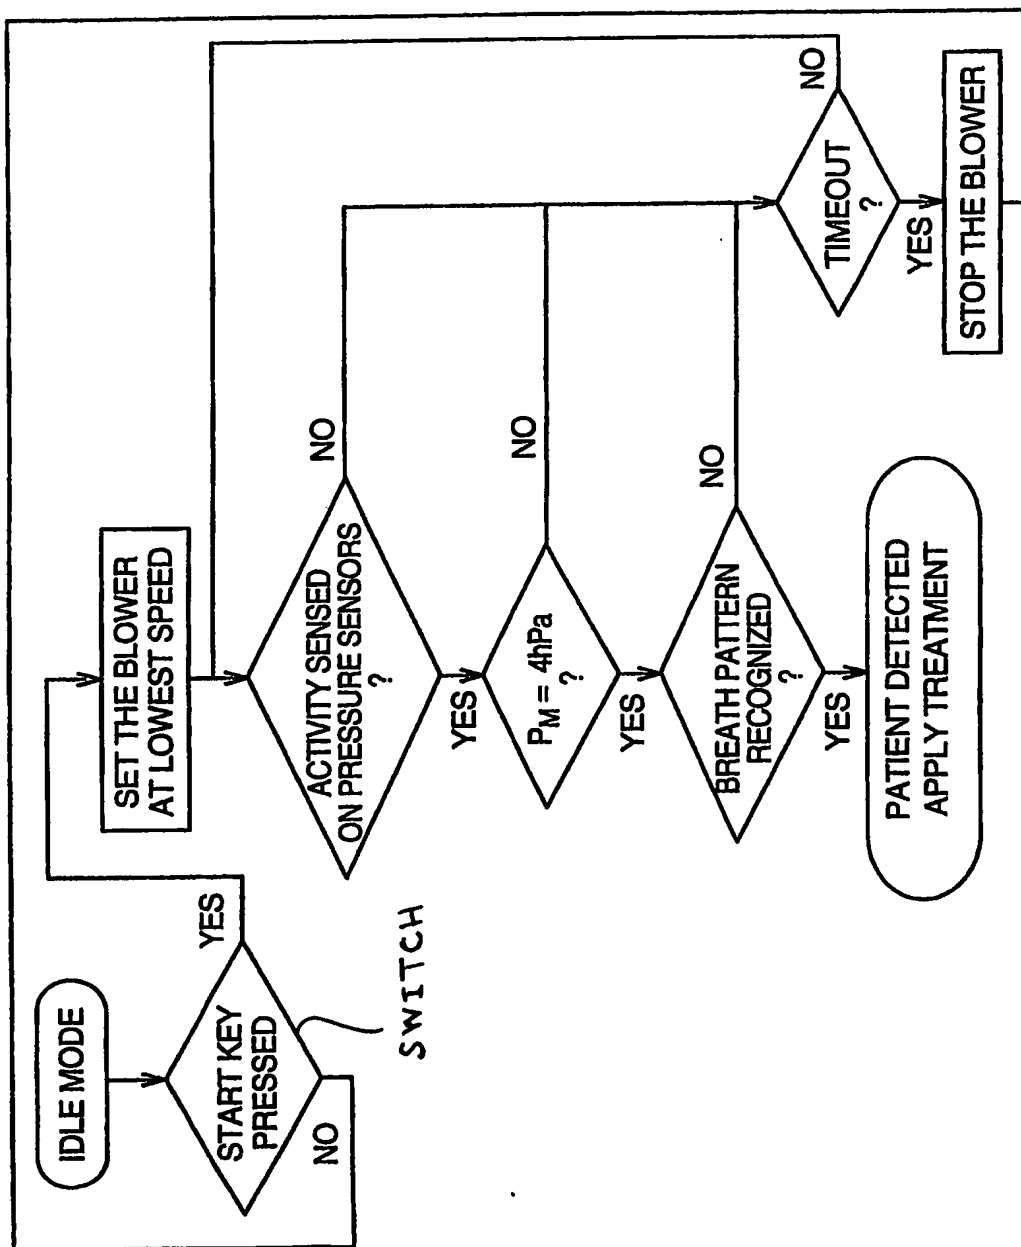 IDLE MODE
START KEY
PRESSED
YES
NO
SWITCH
SET THE BLOWER
AT LOWEST SPEED
ACTIVITY SENSED
ON PRESSURE SENSORS
?
NO
YES
PM = 4hPa
?
NO
YES
BREATH PATTERN
RECOGNIZED
?
NO
YES
PATIENT DETECTED
APPLY TREATMENT
TIMEOUT
?
NO
YES
STOP THE BLOWER